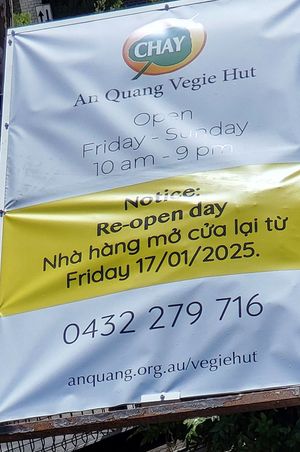 CHAY
An Quang Vegie Hut
Open
Friday - Sunday
10 am - 9 pm
Notice:
Re-open day
Nhà hàng mở cửa lại từ
Friday 17/01/2025.
0432 279 716
anquang.org.au/vegiehut